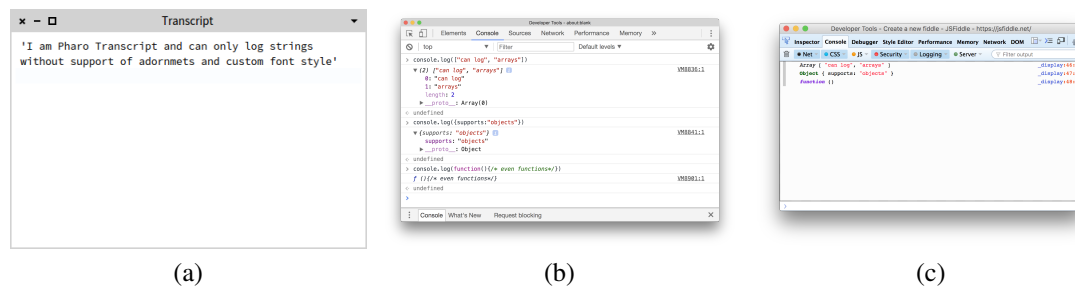 Transcript
'I am Pharo Transcript and can only log strings
without support of adornmets and custom font style'
(a)
Developer Tools - about:blank
Elements Console Sources Network Performance Memory »
top Filter Default levels ▼
> console.log(["can log", "arrays"])
▼ (2) ["can log", "arrays"] VM8836:1
0: "can log"
1: "arrays"
length: 2
▶ __proto__: Array(0)
< undefined
> console.log({supports:"objects"})
▼ {supports: "objects"} VM8841:1
supports: "objects"
▶ __proto__: Object
< undefined
> console.log(function(){/* even functions*/})
ƒ (){/* even functions*/} VM8901:1
< undefined
>
Console What's New Request blocking
(b)
Developer Tools - Create a new fiddle - JSFiddle - https://jsfiddle.net/
Inspector Console Debugger Style Editor Performance Memory Network DOM
Net CSS JS Security Logging Server Filter output
Array [ "can log", "arrays" ] _display:46:
Object { supports: "objects" } _display:47:
function () _display:48:
(c)